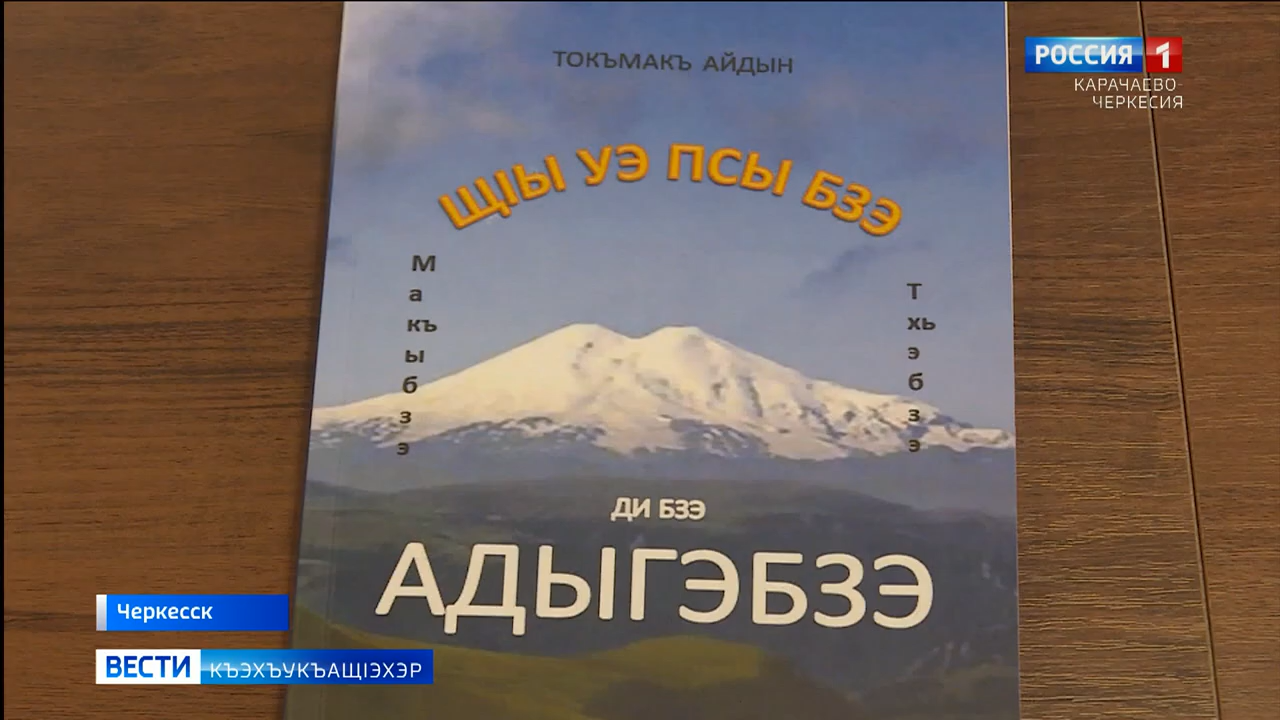 ТОКЪМАКЪ АЙДЫН
ЩIЫ УЭ ПСЫ БЗЭ
Макъыбзэ
Тхьэбзэ
ДИ БЗЭ
АДЫГЭБЗЭ
РОССИЯ 1
КАРАЧАЕВО-
ЧЕРКЕСИЯ
Черкесск
ВЕСТИ КЪЭХЪУКЪАЩIЭХЭР